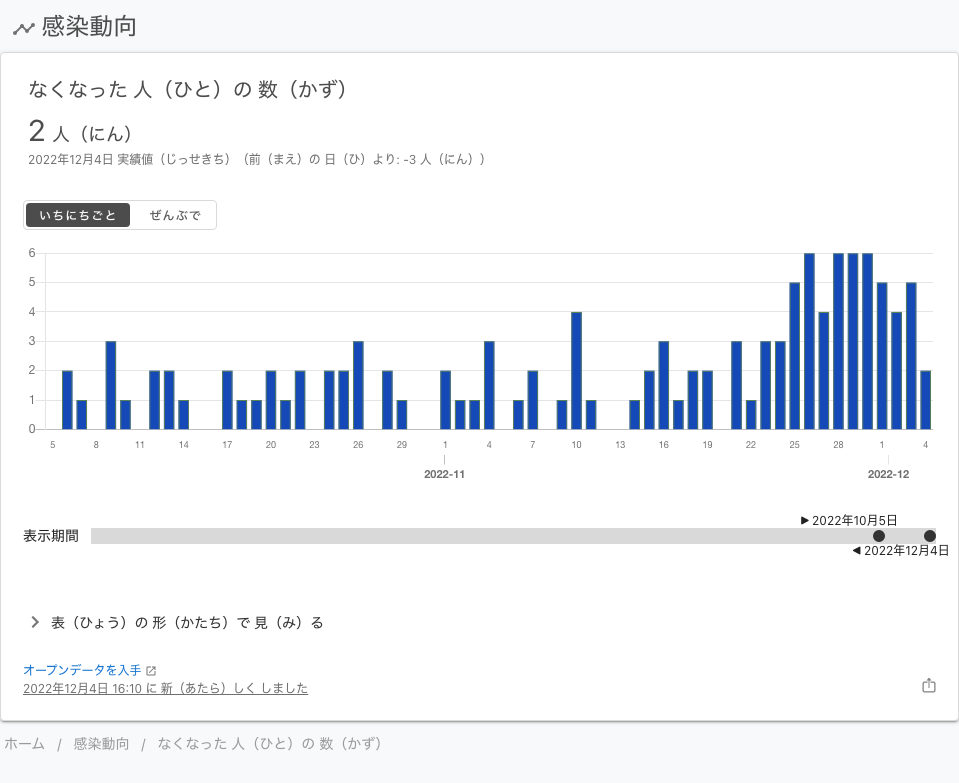 感染動向
なくなった 人（ひと）の 数（かず）
2 人（にん）
2022年12月4日 実績値（じっせきち）（前（まえ）の 日（ひ）より: -3 人（にん））
いちにちごと ぜんぶで
6
5
4
3
2
1
0
5 8 11 14 17 20 23 26 29 1 4 7 10 13 16 19 22 25 28 1 4
2022-11 2022-12
2022年10月5日
表示期間
2022年12月4日
表（ひょう）の 形（かたち）で 見（み）る
オープンデータを入手
2022年12月4日 16:10 に 新（あたら）しく しました
ホーム / 感染動向 / なくなった 人（ひと）の 数（かず）